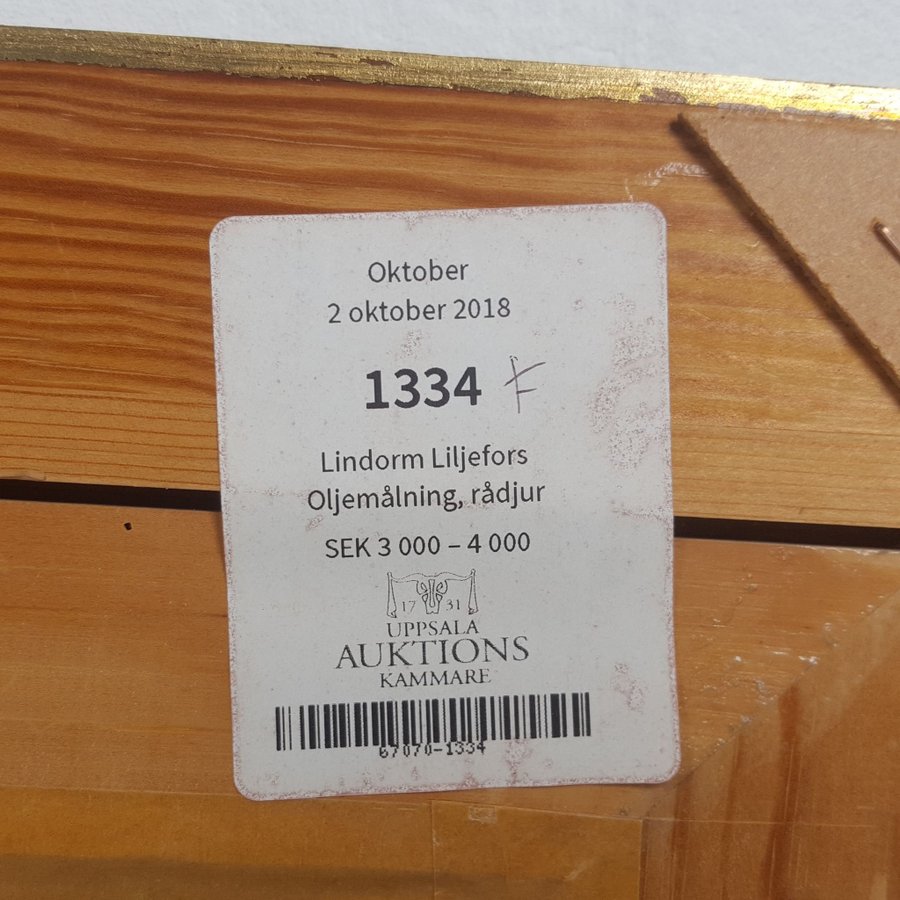 Oktober
2 oktober 2018
1334 F
Lindorm Liljefors
Oljemålning, rådjur
SEK 3 000 – 4 000
17 31
UPPSALA
AUKTIONS
KAMMARE
67070-1334